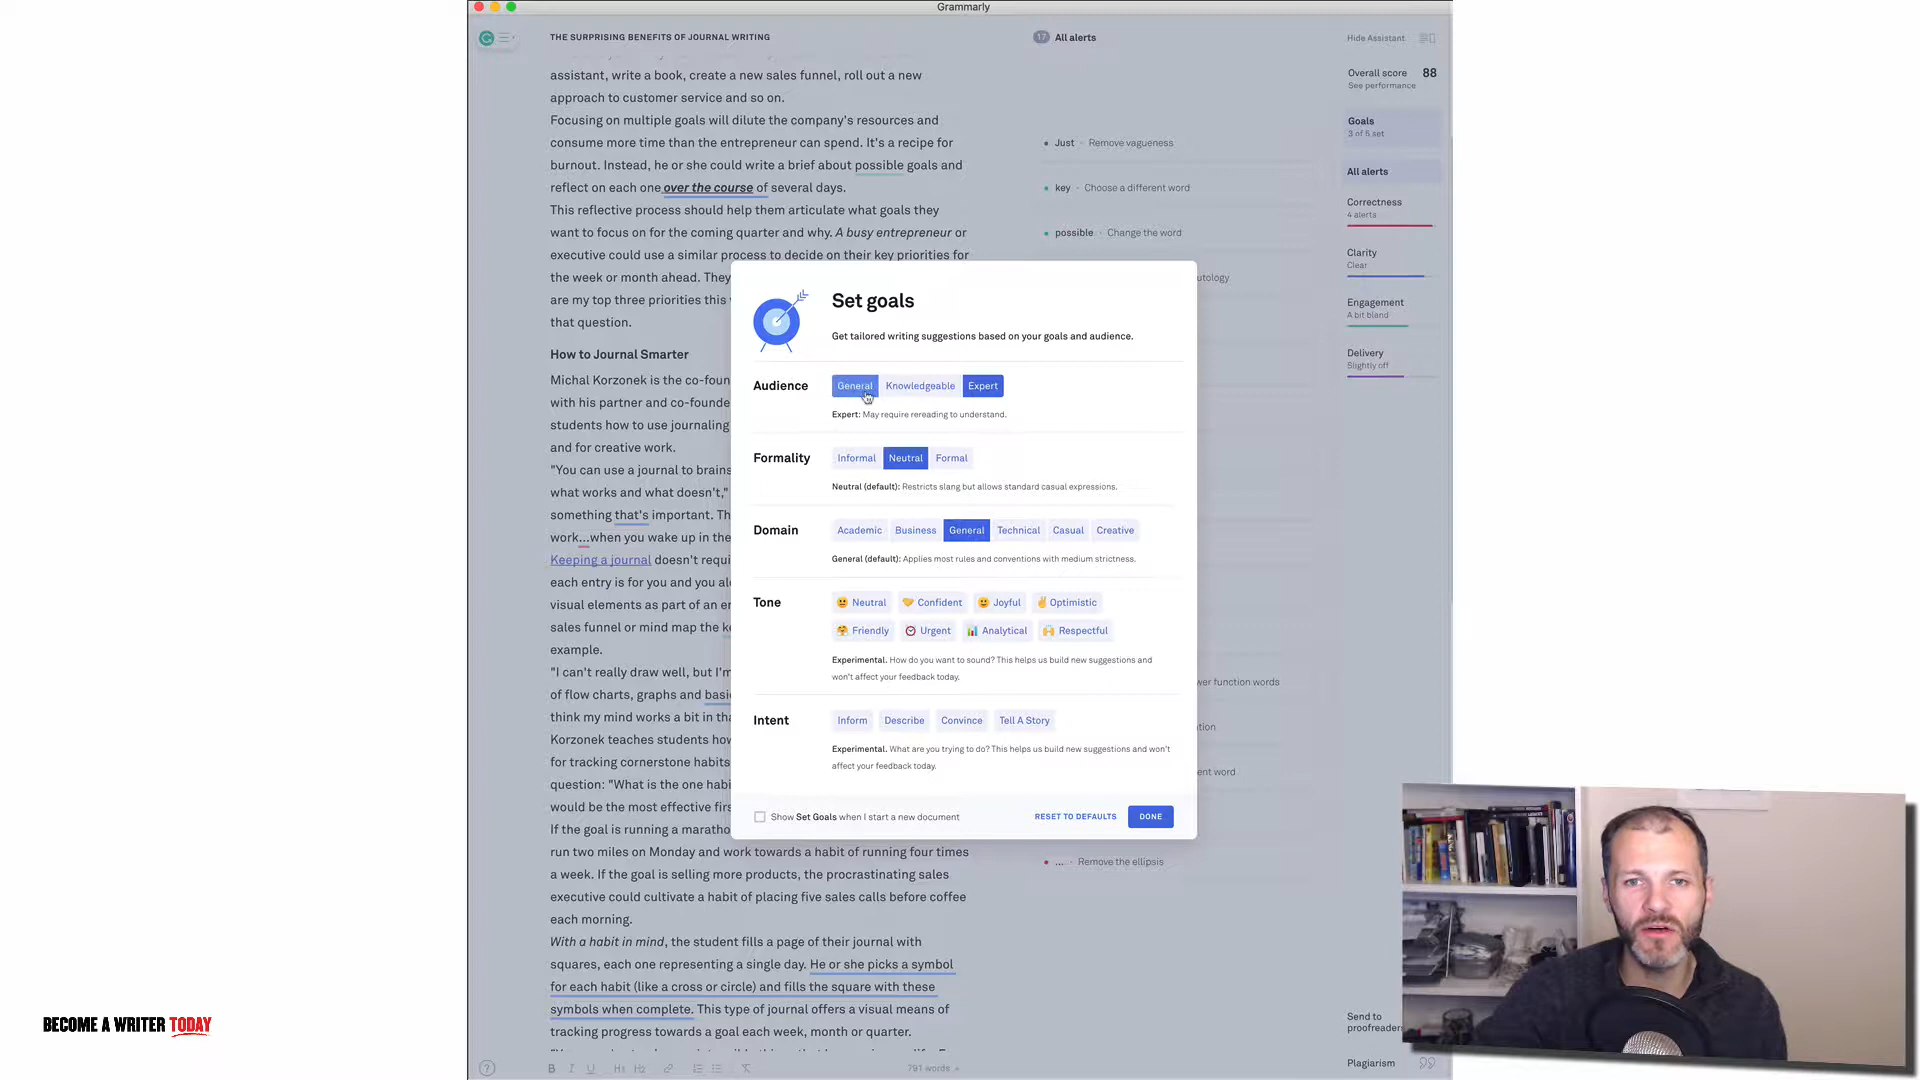 Grammarly
THE SURPRISING BENEFITS OF JOURNAL WRITING
assistant, write a book, create a new sales funnel, roll out a new
approach to customer service and so on.
Focusing on multiple goals will dilute the company's resources and
consume more time than the entrepreneur can spend. It's a recipe for
burnout. Instead, he or she could write a brief about possible goals and
reflect on each one over the course of several days.
This reflective process should help them articulate what goals they
want to focus on for the coming quarter and why. A busy entrepreneur or
executive could use a similar process to decide on their key priorities for
the week or month ahead. They
are my top three priorities this
that question.
How to Journal Smarter
Michal Korzonek is the co-foun
with his partner and co-founde
students how to use journaling
and for creative work.
"You can use a journal to brains
what works and what doesn't,"
something that's important. Th
work...when you wake up in the
Keeping a journal doesn't requi
each entry is for you and you al
visual elements as part of an en
sales funnel or mind map the k
example.
"I can't really draw well, but I'm
of flow charts, graphs and basi
think my mind works a bit in tha
Korzonek teaches students how
for tracking cornerstone habits
question: "What is the one habi
would be the most effective firs
If the goal is running a maratho
run two miles on Monday and work towards a habit of running four times
a week. If the goal is selling more products, the procrastinating sales
executive could cultivate a habit of placing five sales calls before coffee
each morning.
With a habit in mind, the student fills a page of their journal with
squares, each one representing a single day. He or she picks a symbol
for each habit (like a cross or circle) and fills the square with these
symbols when complete. This type of journal offers a visual means of
tracking progress towards a goal each week, month or quarter.
B I U H1 H2
791 words
17 All alerts
Just · Remove vagueness
key · Choose a different word
possible · Change the word
utology
wer function words
tion
ent word
... · Remove the ellipsis
Hide Assistant
Overall score 88
See performance
Goals
3 of 5 set
All alerts
Correctness
4 alerts
Clarity
Clear
Engagement
A bit bland
Delivery
Slightly off
Send to
proofreader
Plagiarism
Set goals
Get tailored writing suggestions based on your goals and audience.
Audience General Knowledgeable Expert
Expert: May require rereading to understand.
Formality Informal Neutral Formal
Neutral (default): Restricts slang but allows standard casual expressions.
Domain Academic Business General Technical Casual Creative
General (default): Applies most rules and conventions with medium strictness.
Tone Neutral Confident Joyful Optimistic
Friendly Urgent Analytical Respectful
Experimental. How do you want to sound? This helps us build new suggestions and
won't affect your feedback today.
Intent Inform Describe Convince Tell A Story
Experimental. What are you trying to do? This helps us build new suggestions and won't
affect your feedback today.
Show Set Goals when I start a new document RESET TO DEFAULTS DONE
BECOME A WRITER TODAY